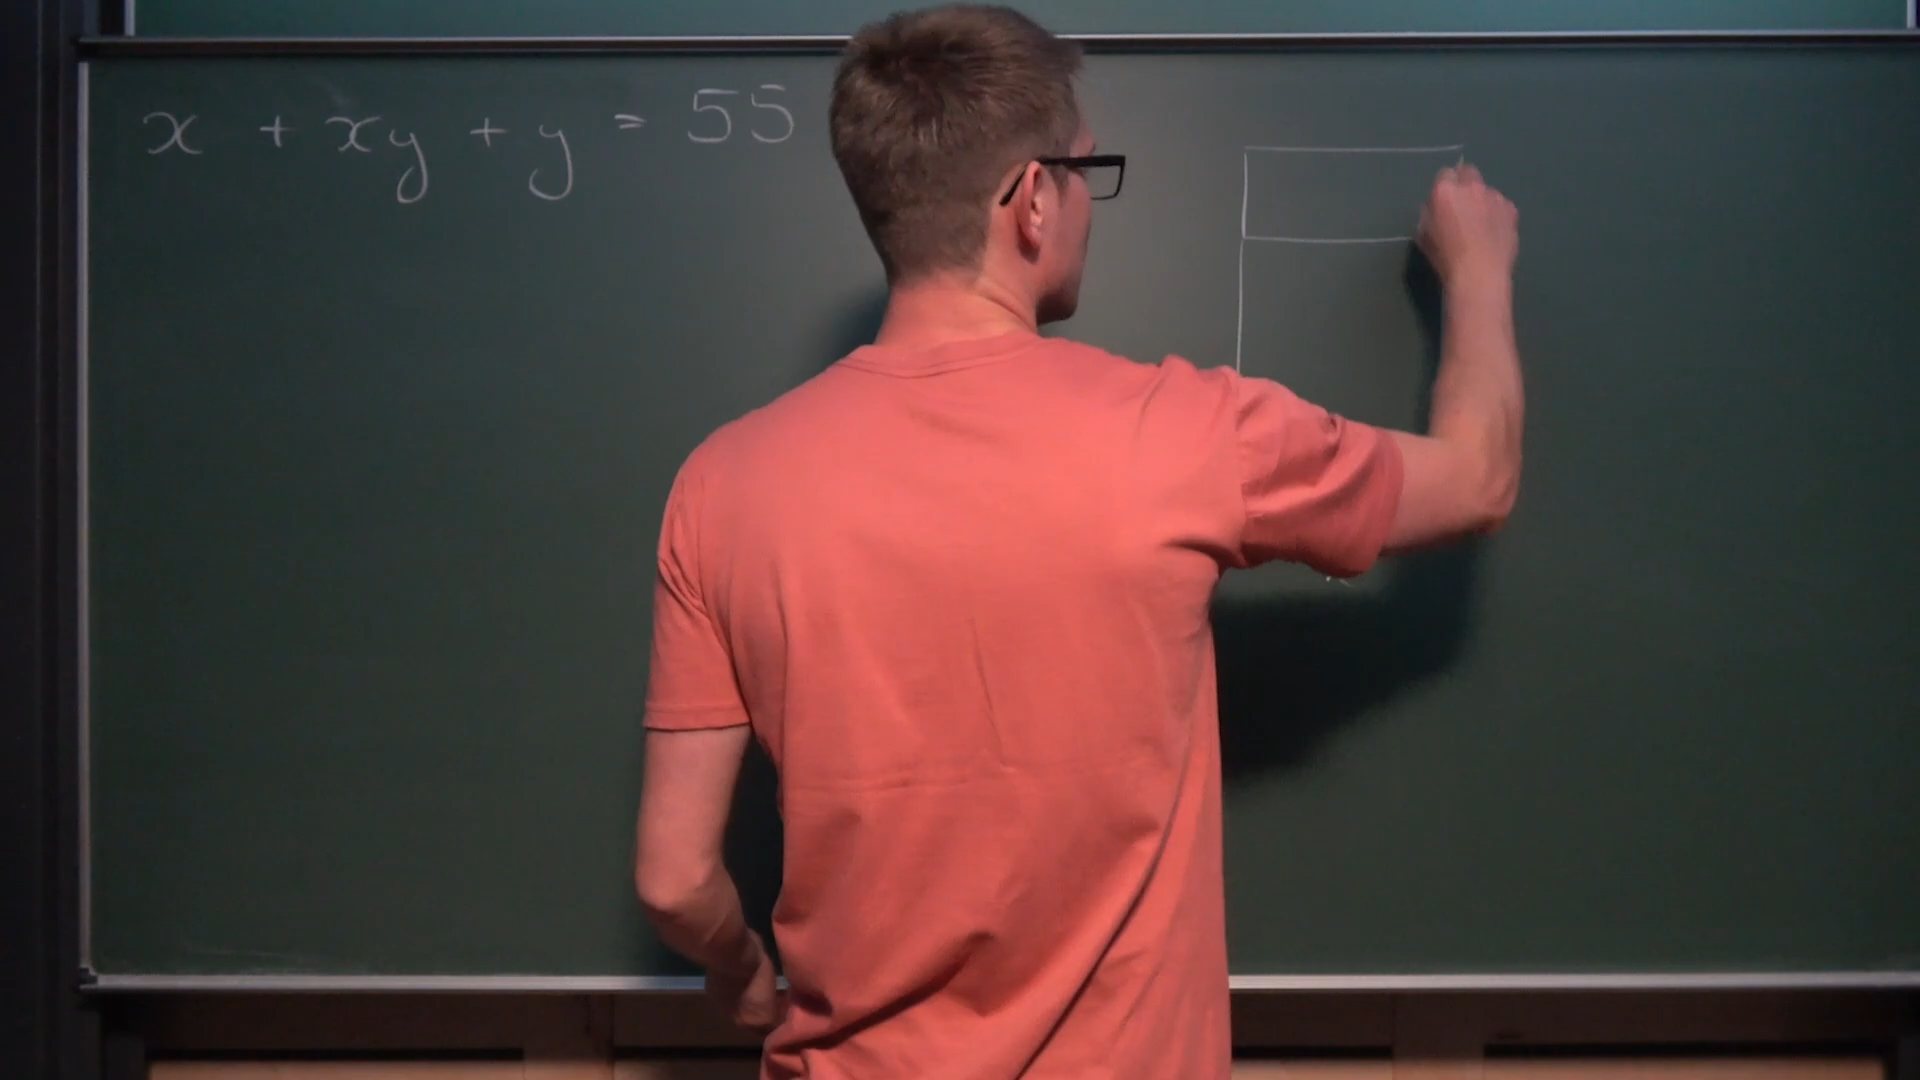 x + xy + y = 55